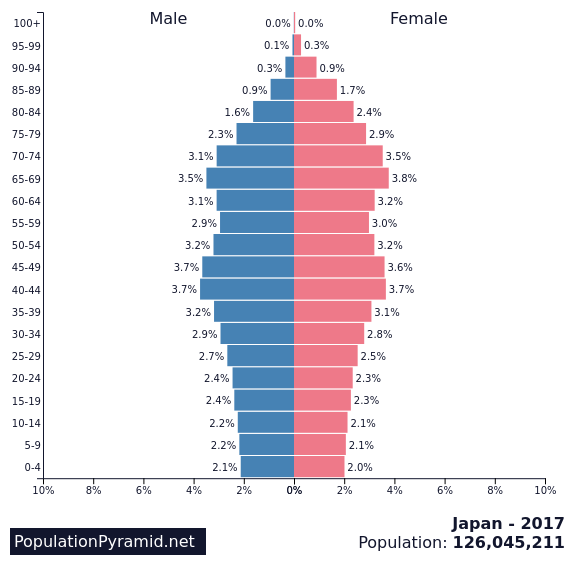 Male Female
100+ 0.0% 0.0%
95-99 0.1% 0.3%
90-94 0.3% 0.9%
85-89 0.9% 1.7%
80-84 1.6% 2.4%
75-79 2.3% 2.9%
70-74 3.1% 3.5%
65-69 3.5% 3.8%
60-64 3.1% 3.2%
55-59 2.9% 3.0%
50-54 3.2% 3.2%
45-49 3.7% 3.6%
40-44 3.7% 3.7%
35-39 3.2% 3.1%
30-34 2.9% 2.8%
25-29 2.7% 2.5%
20-24 2.4% 2.3%
15-19 2.4% 2.3%
10-14 2.2% 2.1%
5-9 2.2% 2.1%
0-4 2.1% 2.0%
10% 8% 6% 4% 2% 0% 2% 4% 6% 8% 10%
Japan - 2017
PopulationPyramid.net Population: 126,045,211